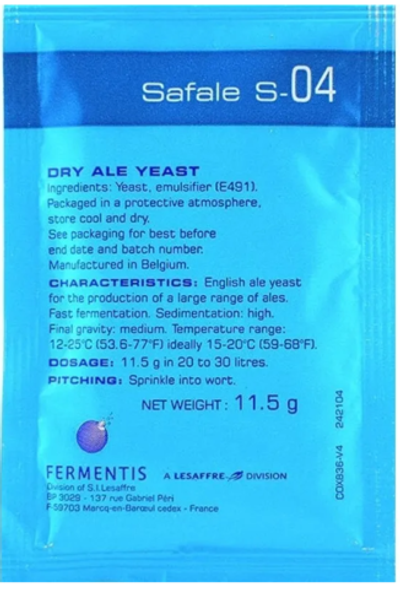 Safale S-04
DRY ALE YEAST
Ingredients: Yeast, emulsifier (E491).
Packaged in a protective atmosphere,
store cool and dry.
See packaging for best before
end date and batch number.
Manufactured in Belgium.
CHARACTERISTICS: English ale yeast
for the production of a large range of ales.
Fast fermentation. Sedimentation: high.
Final gravity: medium. Temperature range:
12-25°C (53.6-77°F) ideally 15-20°C (59-68°F).
DOSAGE: 11.5 g in 20 to 30 litres.
PITCHING: Sprinkle into wort.
NET WEIGHT: 11.5 g
COX836-V4 242104
FERMENTIS A LESAFFRE DIVISION
Division of S.I.Lesaffre
BP 3029 - 137 rue Gabriel Péri
F-59703 Marcq-en-Barœul cedex - France